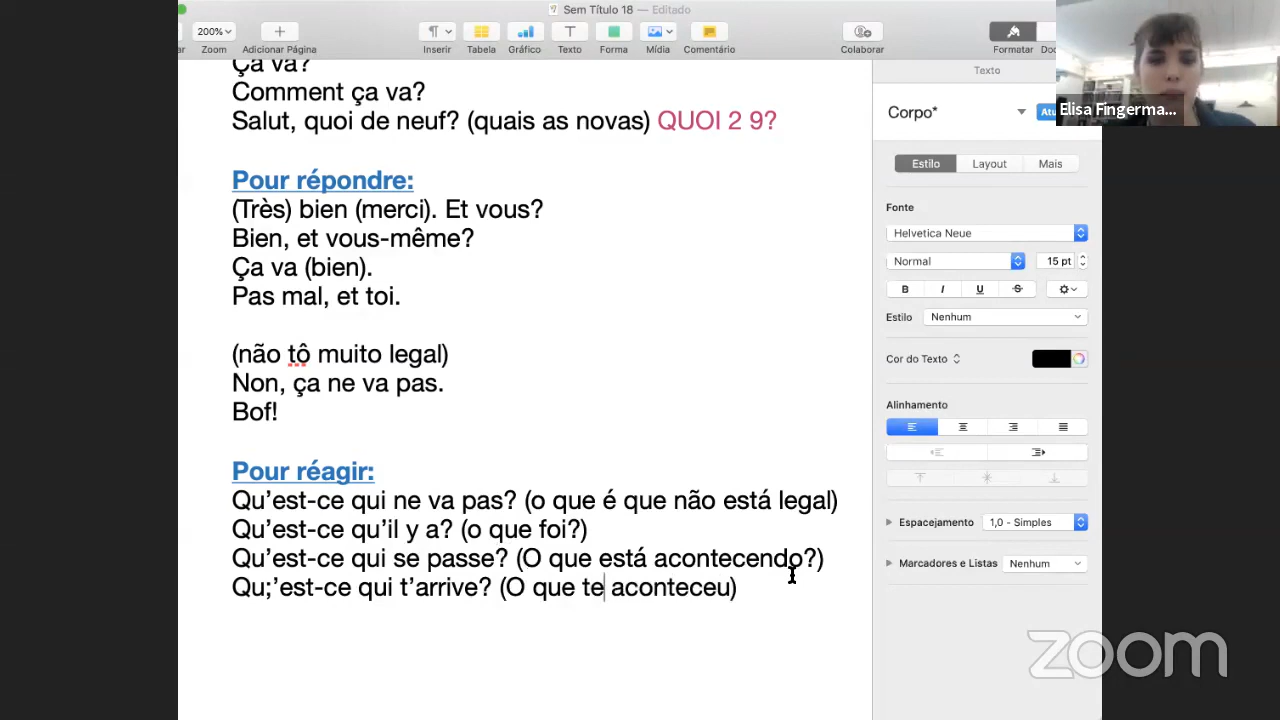 Sem Título 18 — Editado
200%
Zoom
Adicionar Página
Inserir
Tabela
Gráfico
Texto
Forma
Mídia
Comentário
Colaborar
Formatar
Ça va?
Comment ça va?
Salut, quoi de neuf? (quais as novas) QUOI 2 9?
Pour répondre:
(Très) bien (merci). Et vous?
Bien, et vous-même?
Ça va (bien).
Pas mal, et toi.
(não tô muito legal)
Non, ça ne va pas.
Bof!
Pour réagir:
Qu’est-ce qui ne va pas? (o que é que não está legal)
Qu’est-ce qu’il y a? (o que foi?)
Qu’est-ce qui se passe? (O que está acontecendo?)
Qu;’est-ce qui t’arrive? (O que te aconteceu)
Texto
Elisa Fingerma...
Corpo*
Estilo Layout Mais
Fonte
Helvetica Neue
Normal 15 pt
B I U S
Estilo Nenhum
Cor do Texto
Alinhamento
Espacejamento 1,0 - Simples
Marcadores e Listas Nenhum
zoom